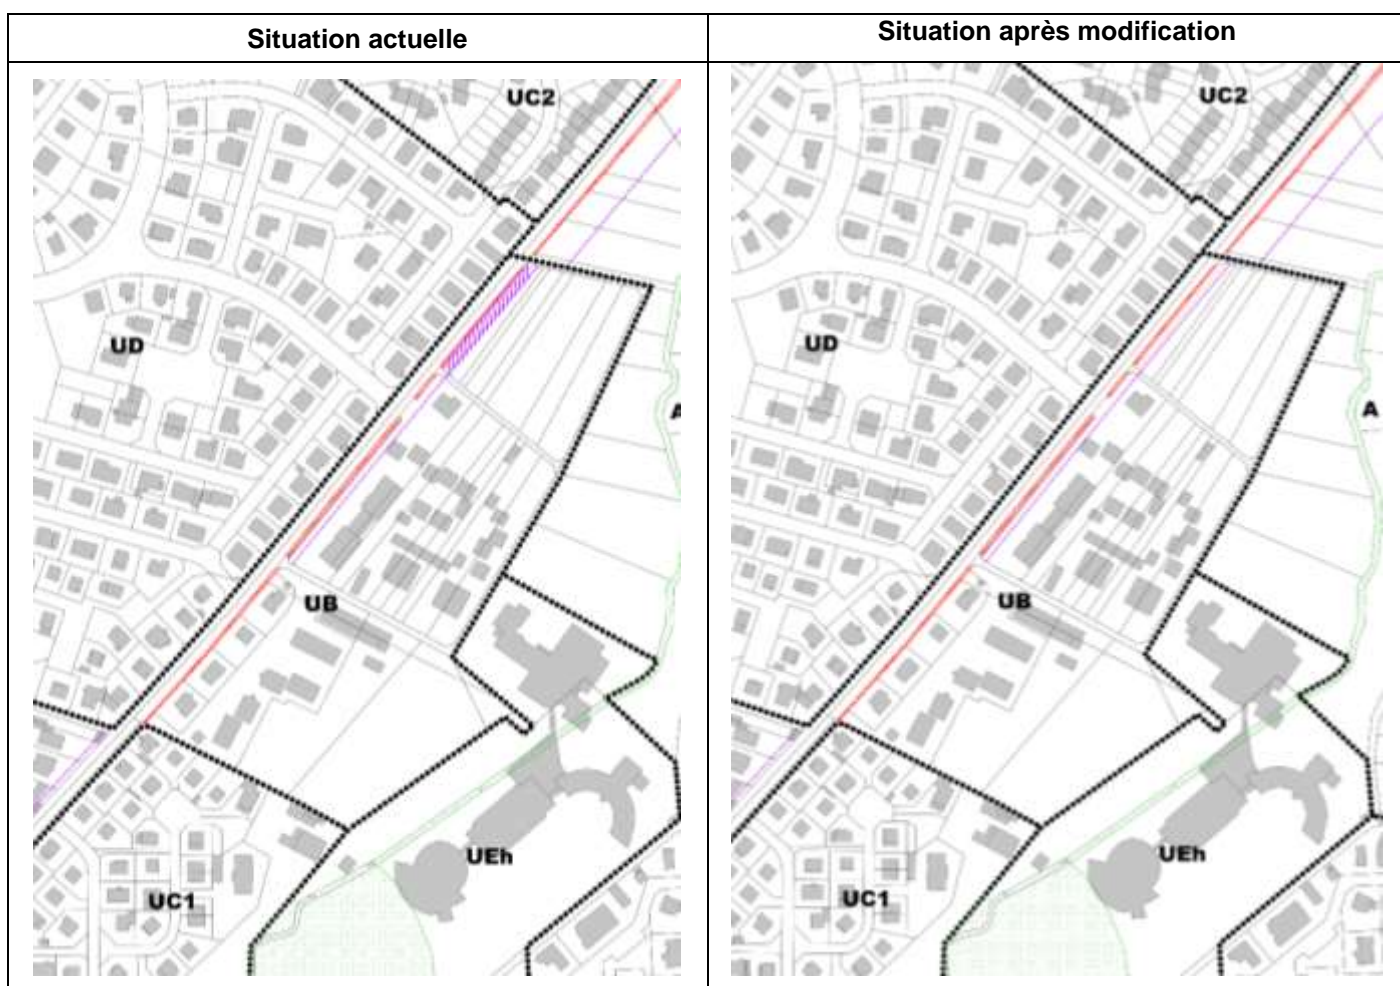 Situation actuelle
Situation après modification
UC2
UD
A
UB
UEh
UC1
UC2
UD
A
UB
UEh
UC1